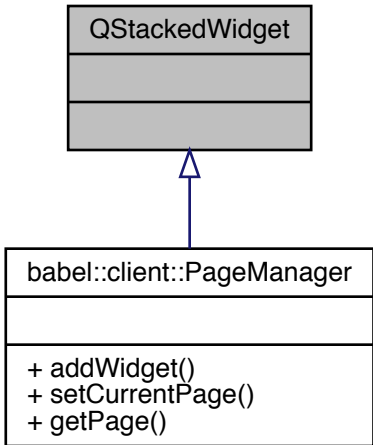 QStackedWidget
babel::client::PageManager
+ addWidget()
+ setCurrentPage()
+ getPage()